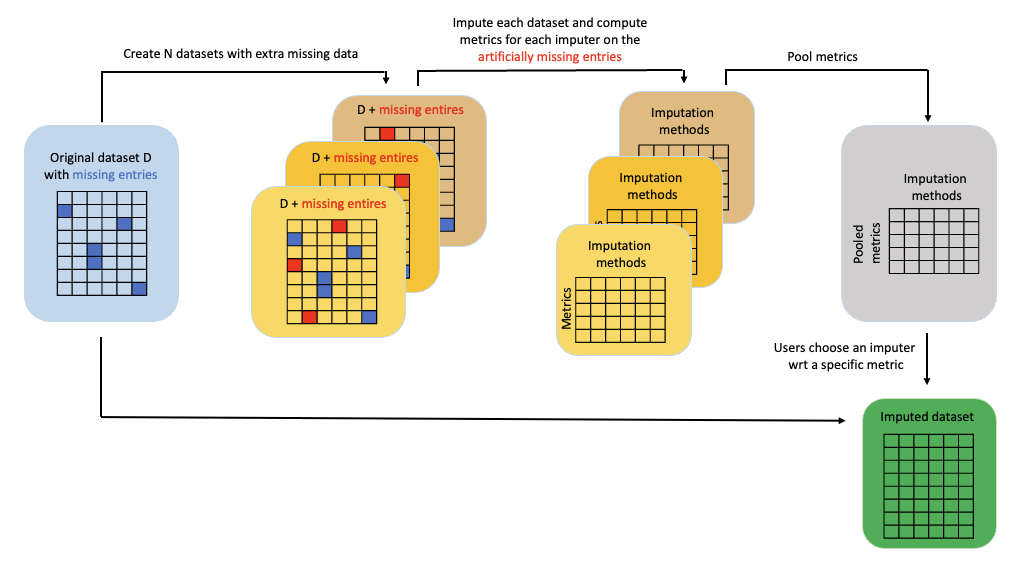 Impute each dataset and compute
metrics for each imputer on the
artificially missing entries
Create N datasets with extra missing data
Pool metrics
Original dataset D
with missing entries
D + missing entires
D + missing entires
D + missing entires
Imputation
methods
Imputation
methods
Imputation
methods
Metrics
Imputation
methods
Pooled
metrics
Users choose an imputer
wrt a specific metric
Imputed dataset